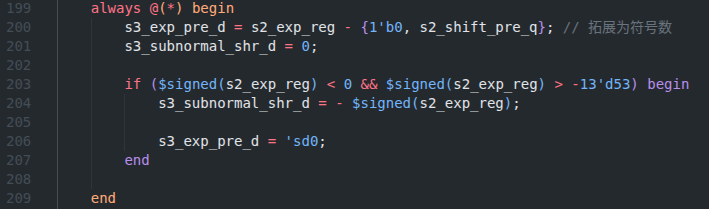 199 always @(*) begin
200 s3_exp_pre_d = s2_exp_reg - {1'b0, s2_shift_pre_q}; // 拓展为符号数
201 s3_subnormal_shr_d = 0;
202
203 if ($signed(s2_exp_reg) < 0 && $signed(s2_exp_reg) > -13'd53) begin
204 s3_subnormal_shr_d = - $signed(s2_exp_reg);
205
206 s3_exp_pre_d = 'sd0;
207 end
208
209 end